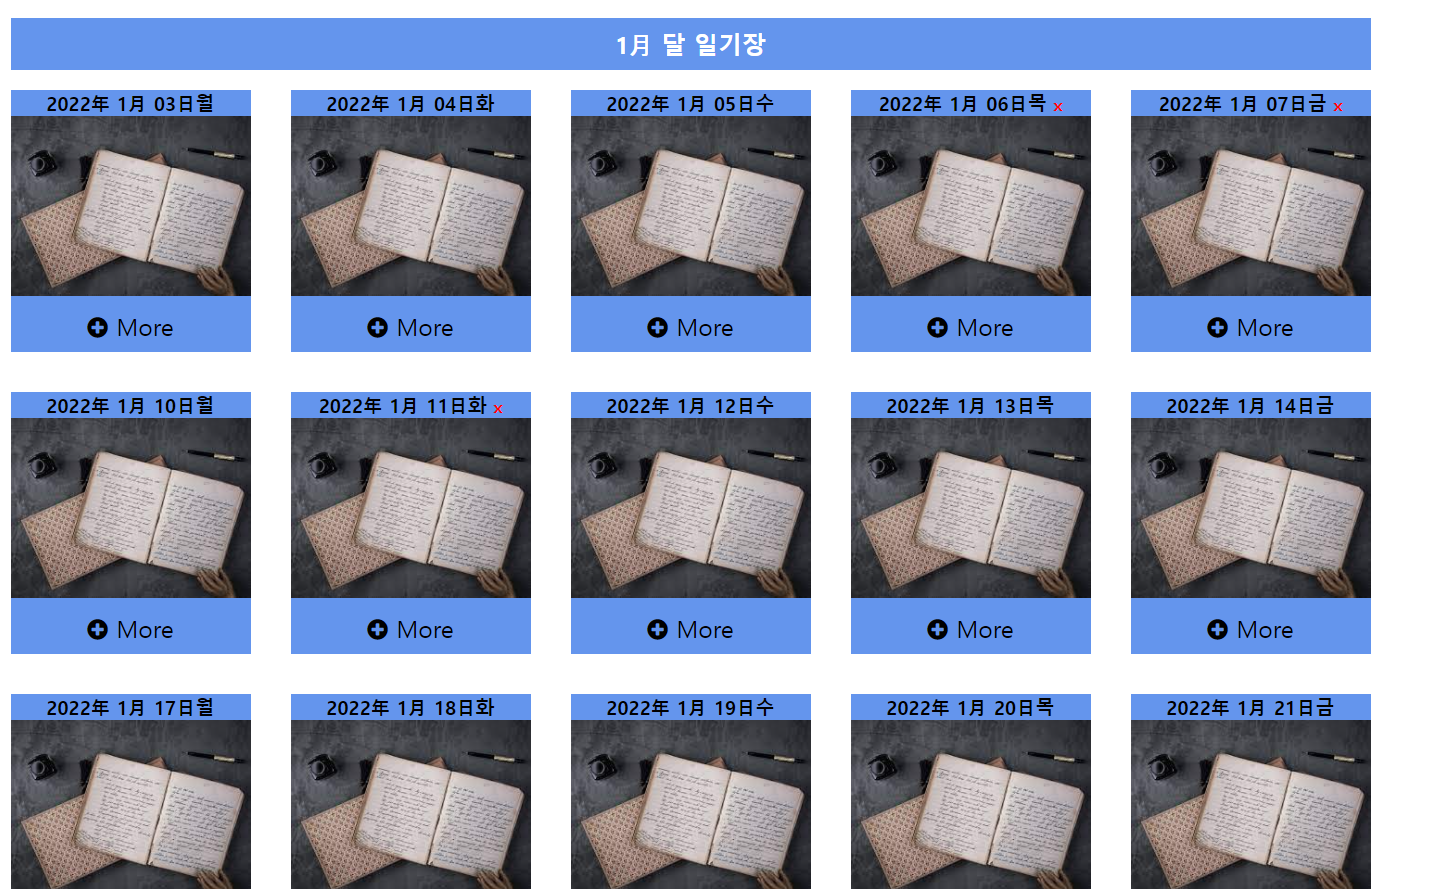 1月 달 일기장
2022年 1月 03日월
2022年 1月 04日화
2022年 1月 05日수
2022年 1月 06日목 x
2022年 1月 07日금 x
More
More
More
More
More
2022年 1月 10日월
2022年 1月 11日화 x
2022年 1月 12日수
2022年 1月 13日목
2022年 1月 14日금
More
More
More
More
More
2022年 1月 17日월
2022年 1月 18日화
2022年 1月 19日수
2022年 1月 20日목
2022年 1月 21日금